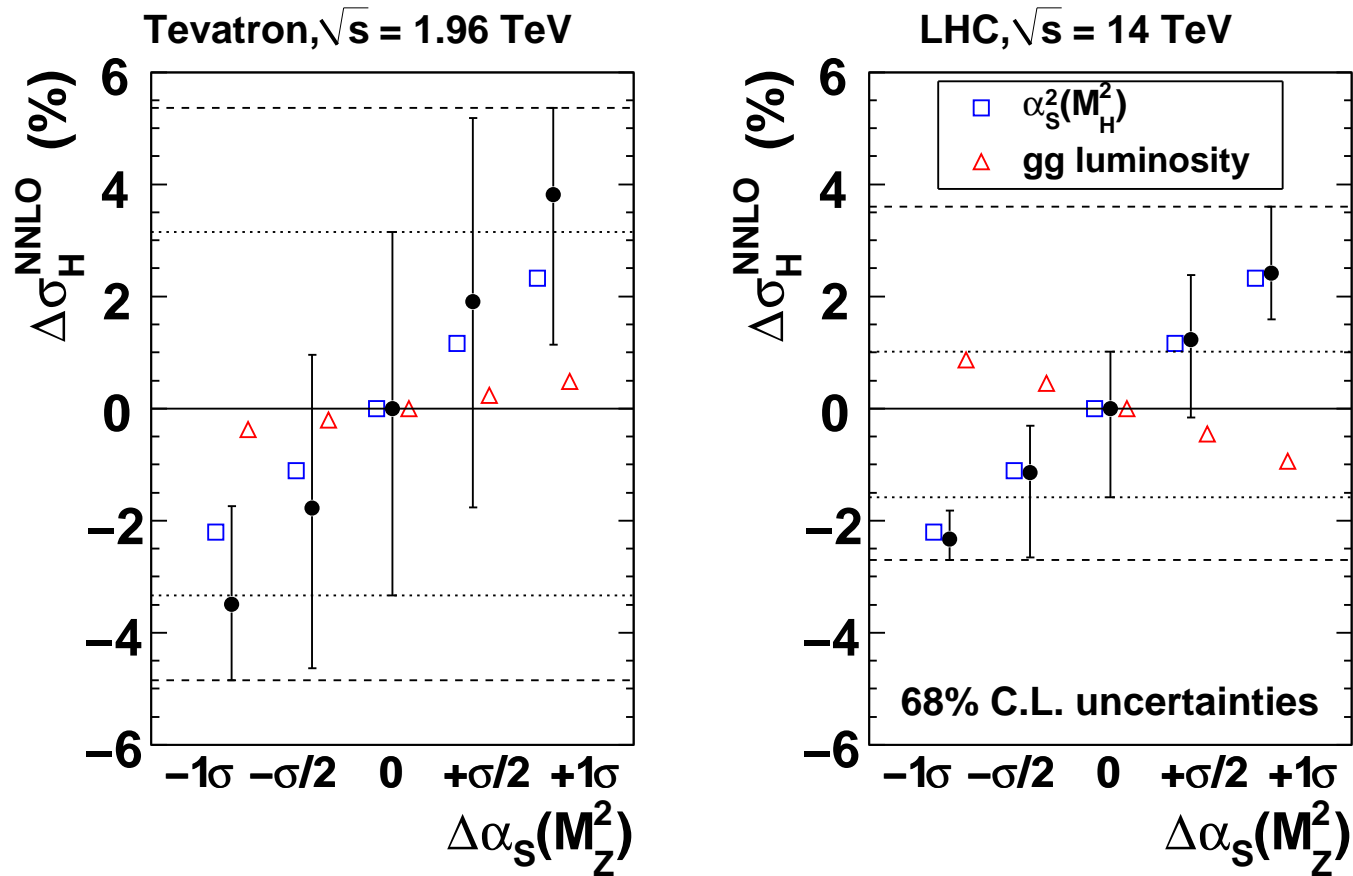 Tevatron, √s = 1.96 TeV
Δσ_H^NNLO (%)
6
4
2
0
−2
−4
−6
−1σ −σ/2 0 +σ/2 +1σ
Δα_S(M_Z^2)
LHC, √s = 14 TeV
Δσ_H^NNLO (%)
6
4
2
0
−2
−4
−6
α_S^2(M_H^2)
gg luminosity
68% C.L. uncertainties
−1σ −σ/2 0 +σ/2 +1σ
Δα_S(M_Z^2)